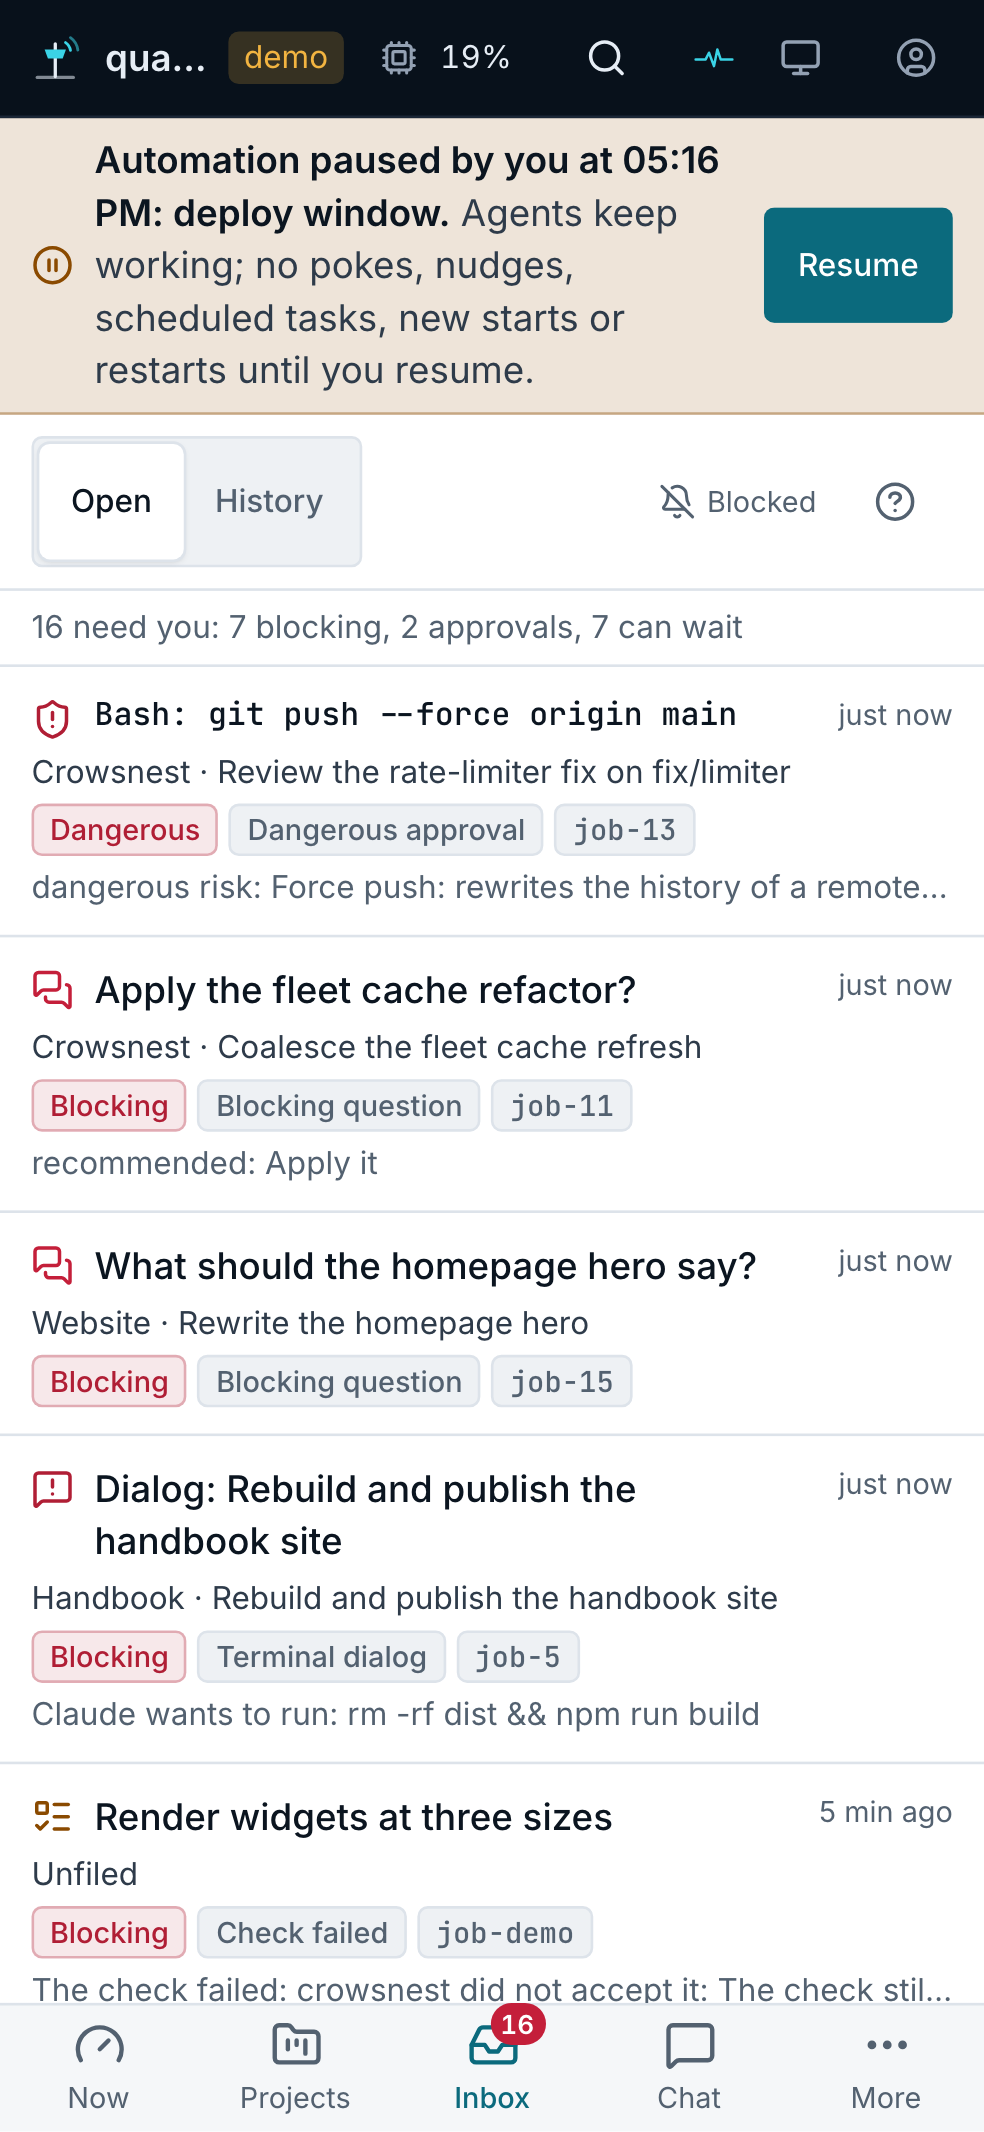 qua...
demo
19%
Automation paused by you at 05:16
PM: deploy window. Agents keep
working; no pokes, nudges,
scheduled tasks, new starts or
restarts until you resume.
Resume
Open
History
Blocked
16 need you: 7 blocking, 2 approvals, 7 can wait
Bash: git push --force origin main
just now
Crowsnest · Review the rate-limiter fix on fix/limiter
Dangerous
Dangerous approval
job-13
dangerous risk: Force push: rewrites the history of a remote...
Apply the fleet cache refactor?
just now
Crowsnest · Coalesce the fleet cache refresh
Blocking
Blocking question
job-11
recommended: Apply it
What should the homepage hero say?
just now
Website · Rewrite the homepage hero
Blocking
Blocking question
job-15
Dialog: Rebuild and publish the
handbook site
just now
Handbook · Rebuild and publish the handbook site
Blocking
Terminal dialog
job-5
Claude wants to run: rm -rf dist && npm run build
Render widgets at three sizes
5 min ago
Unfiled
Blocking
Check failed
job-demo
The check failed: crowsnest did not accept it: The check stil...
16
Now
Projects
Inbox
Chat
More